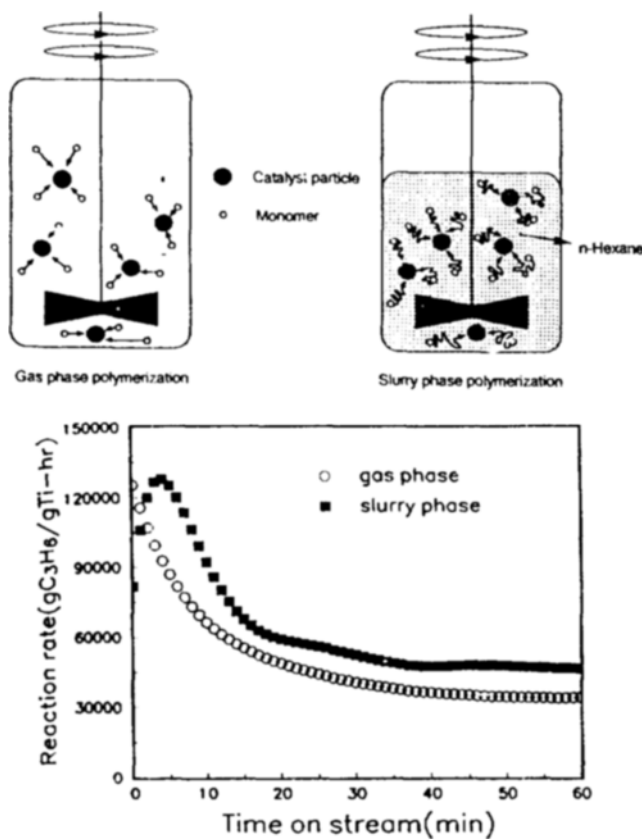 Catalyst particle
Monomer
n-Hexane
Gas phase polymerization
Slurry phase polymerization
Reaction rate(gC₃H₆/gTi-hr)
150000
120000
90000
60000
30000
0
gas phase
slurry phase
0 10 20 30 40 50 60
Time on stream(min)